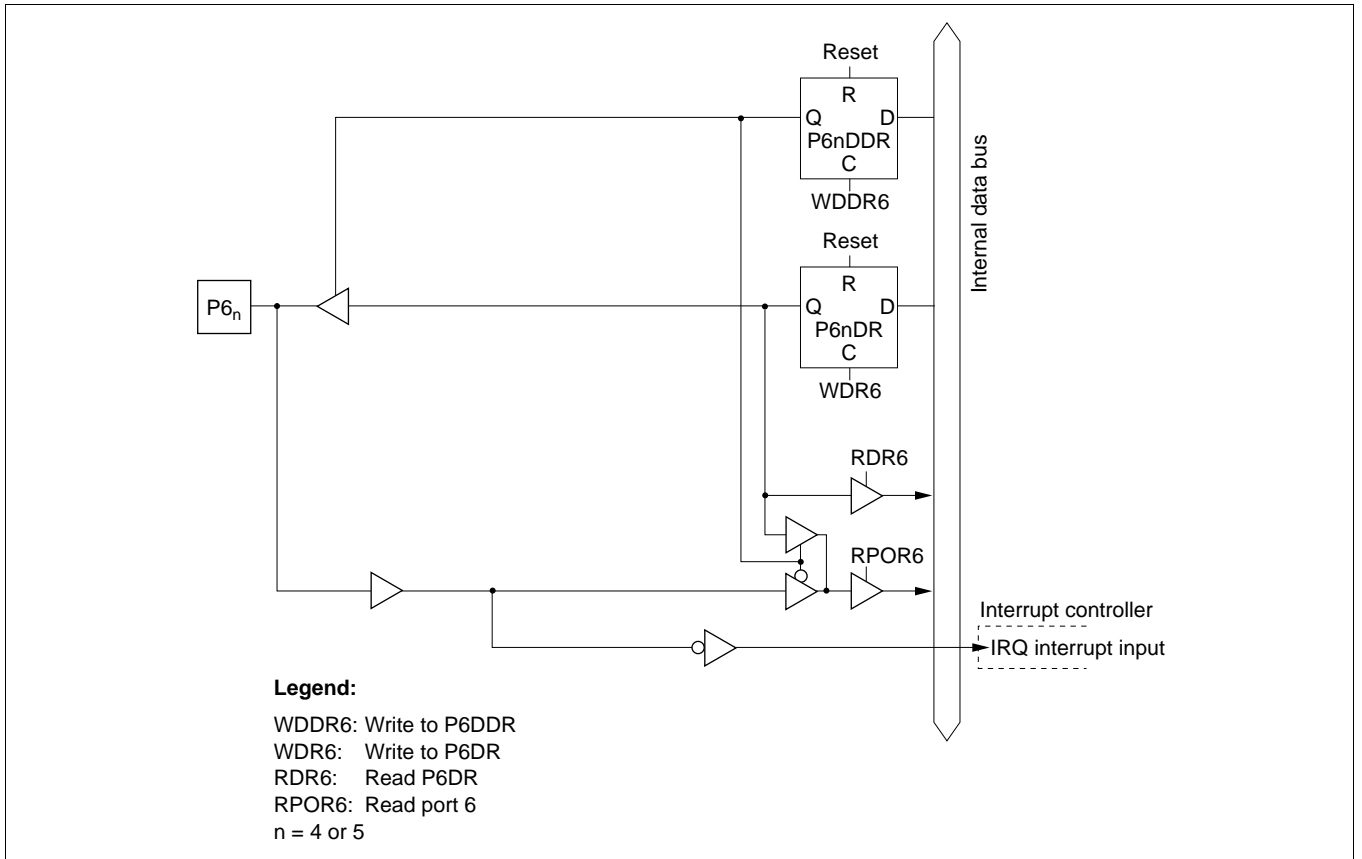 Reset
R
Q D
P6nDDR
C
WDDR6
Reset
R
Q D
P6nDR
C
WDR6
Internal data bus
P6n
RDR6
RPOR6
Interrupt controller
IRQ interrupt input
Legend:
WDDR6: Write to P6DDR
WDR6: Write to P6DR
RDR6: Read P6DR
RPOR6: Read port 6
n = 4 or 5